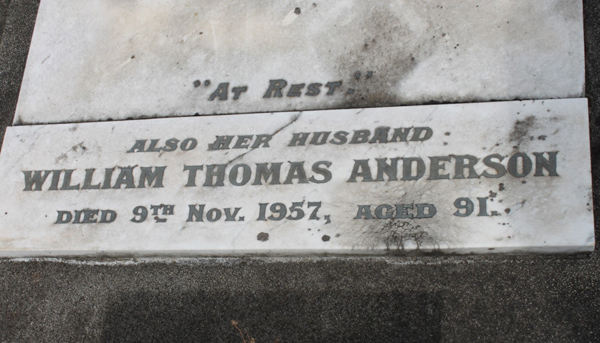 "At Rest."
ALSO HER HUSBAND
WILLIAM THOMAS ANDERSON
DIED 9TH Nov. 1957, AGED 91.